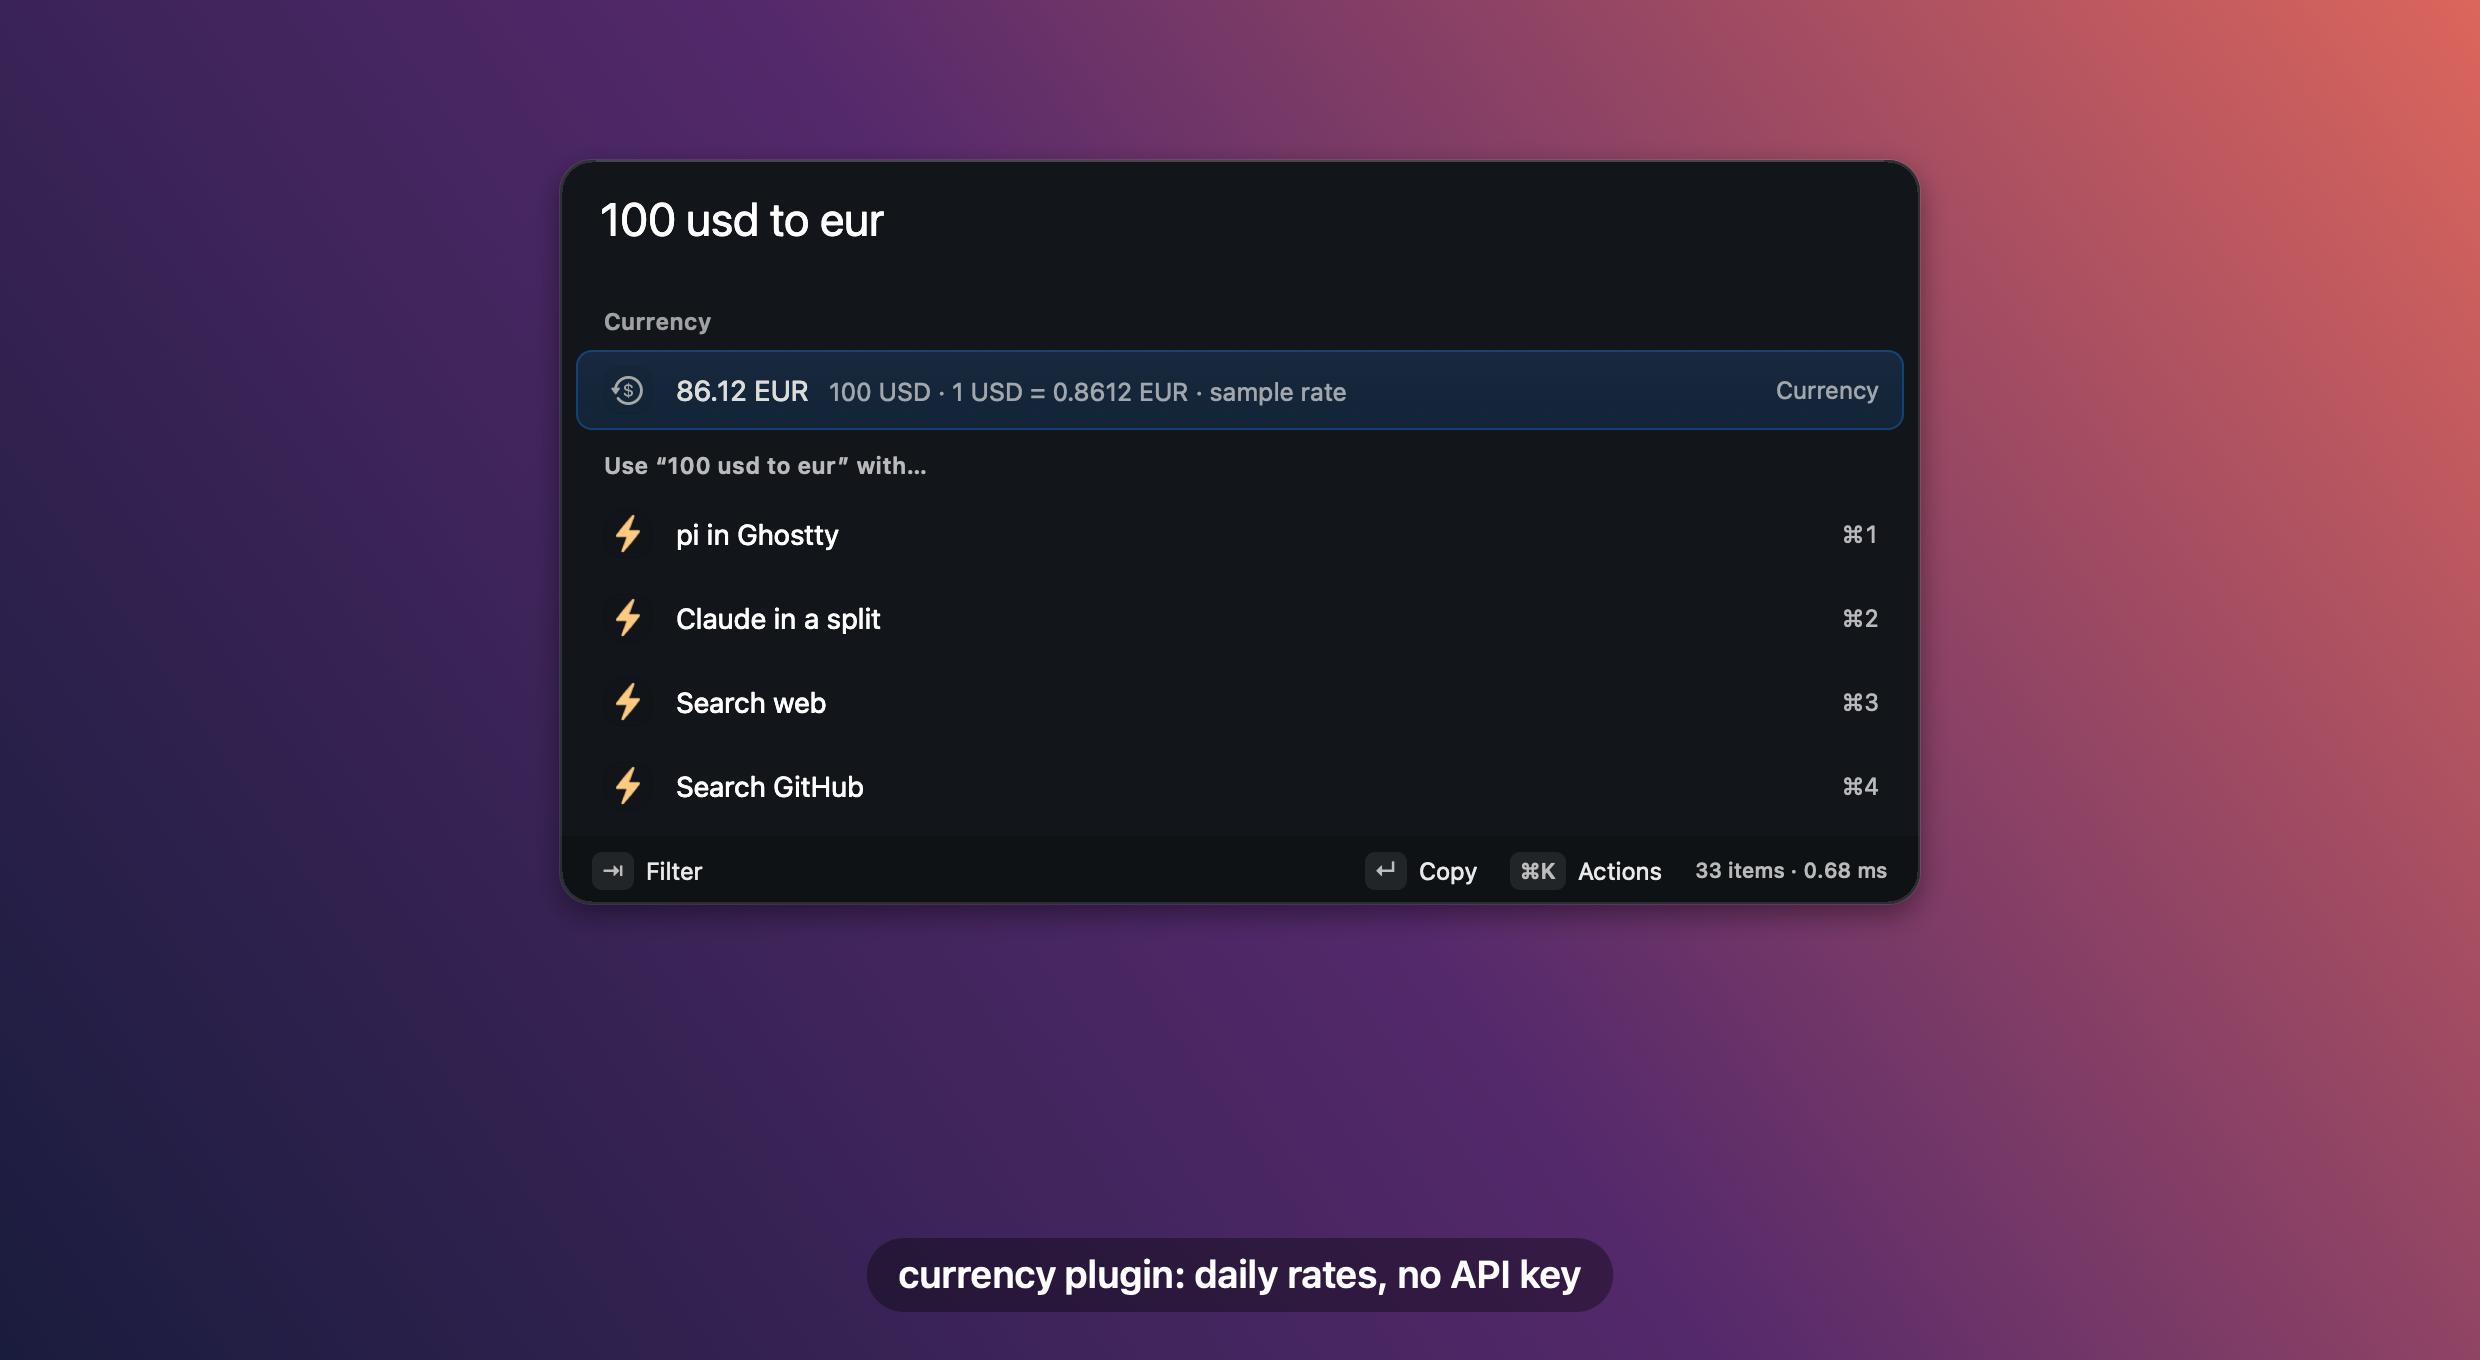 100 usd to eur
Currency
86.12 EUR 100 USD · 1 USD = 0.8612 EUR · sample rate Currency
Use “100 usd to eur” with…
pi in Ghostty ⌘1
Claude in a split ⌘2
Search web ⌘3
Search GitHub ⌘4
⇥ Filter ↵ Copy ⌘K Actions 33 items · 0.68 ms
currency plugin: daily rates, no API key